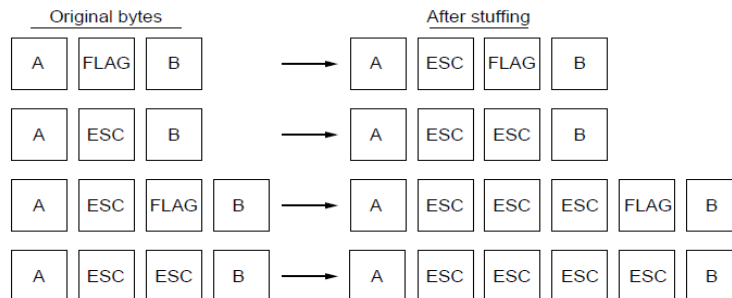 Original bytes After stuffing
A FLAG B A ESC FLAG B
A ESC B A ESC ESC B
A ESC FLAG B A ESC ESC ESC FLAG B
A ESC ESC B A ESC ESC ESC ESC B